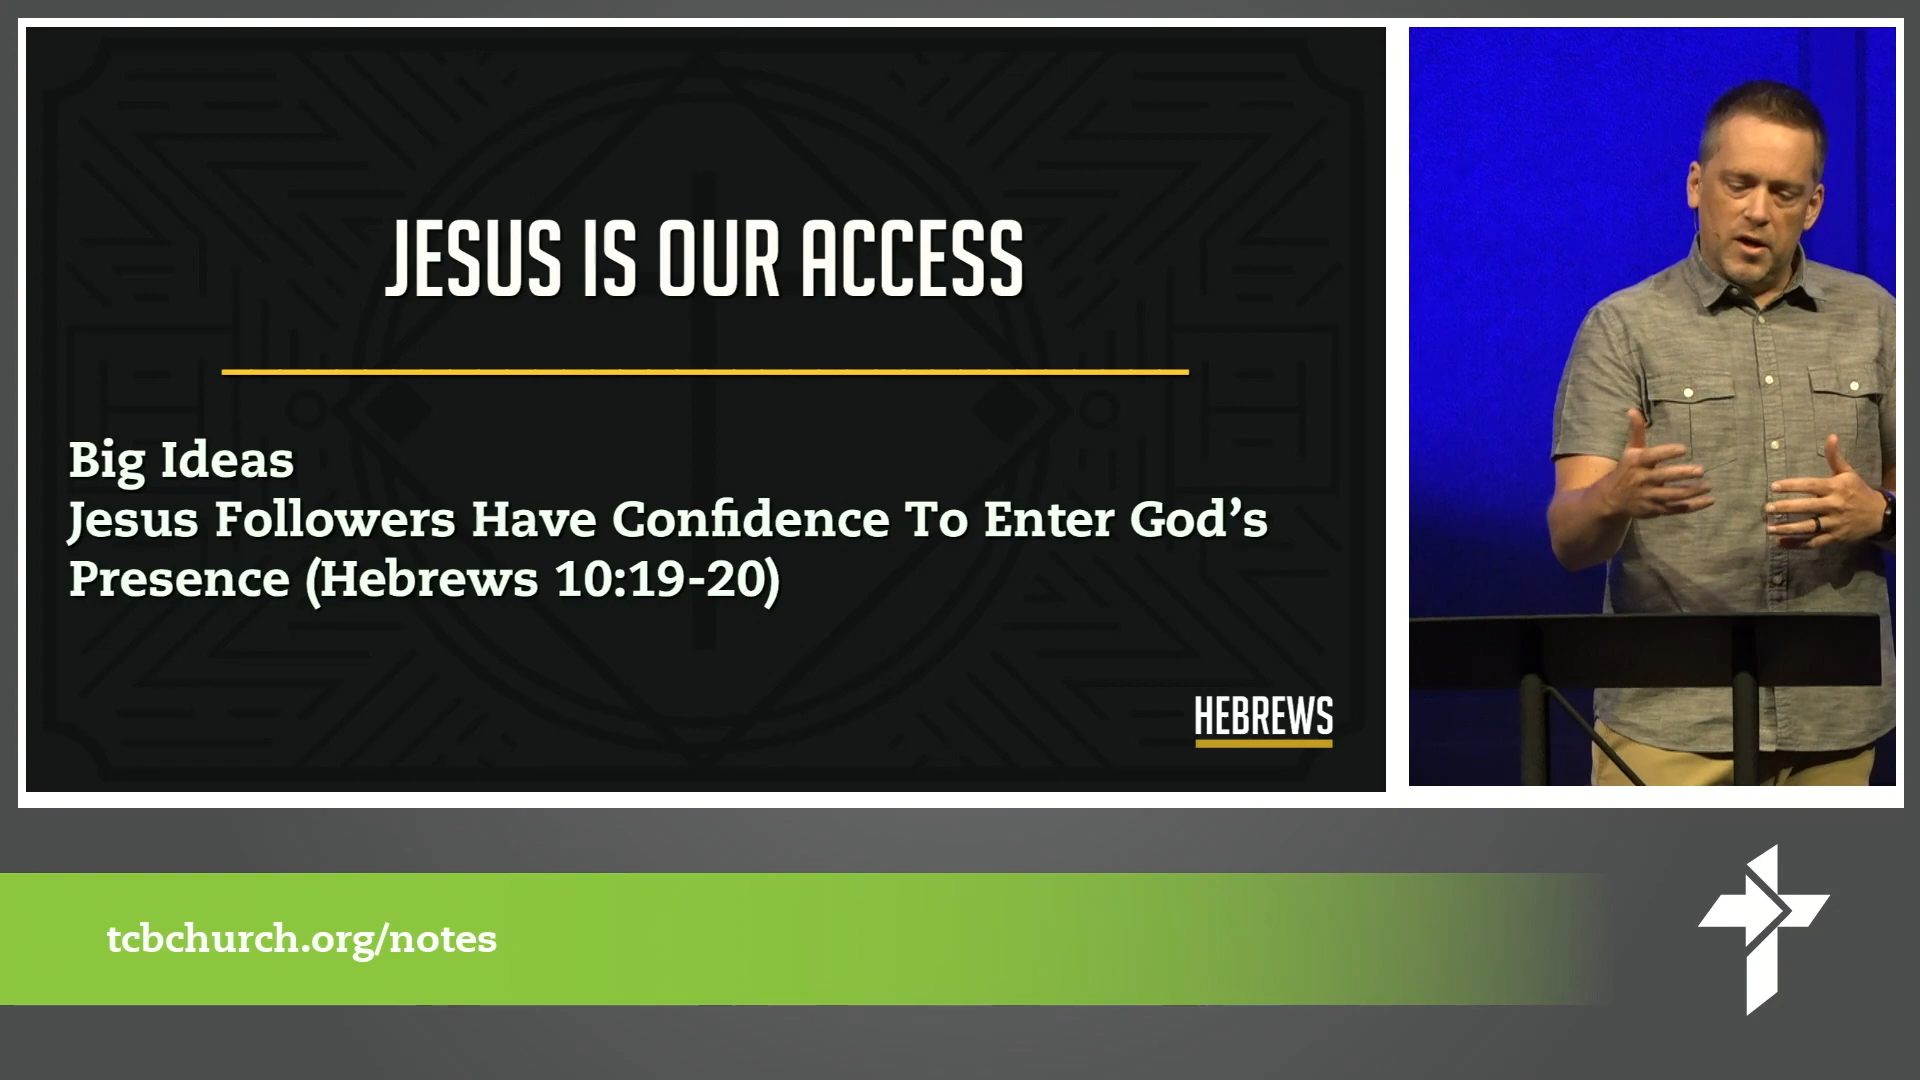 JESUS IS OUR ACCESS
Big Ideas
Jesus Followers Have Confidence To Enter God’s
Presence (Hebrews 10:19-20)
HEBREWS
tcbchurch.org/notes